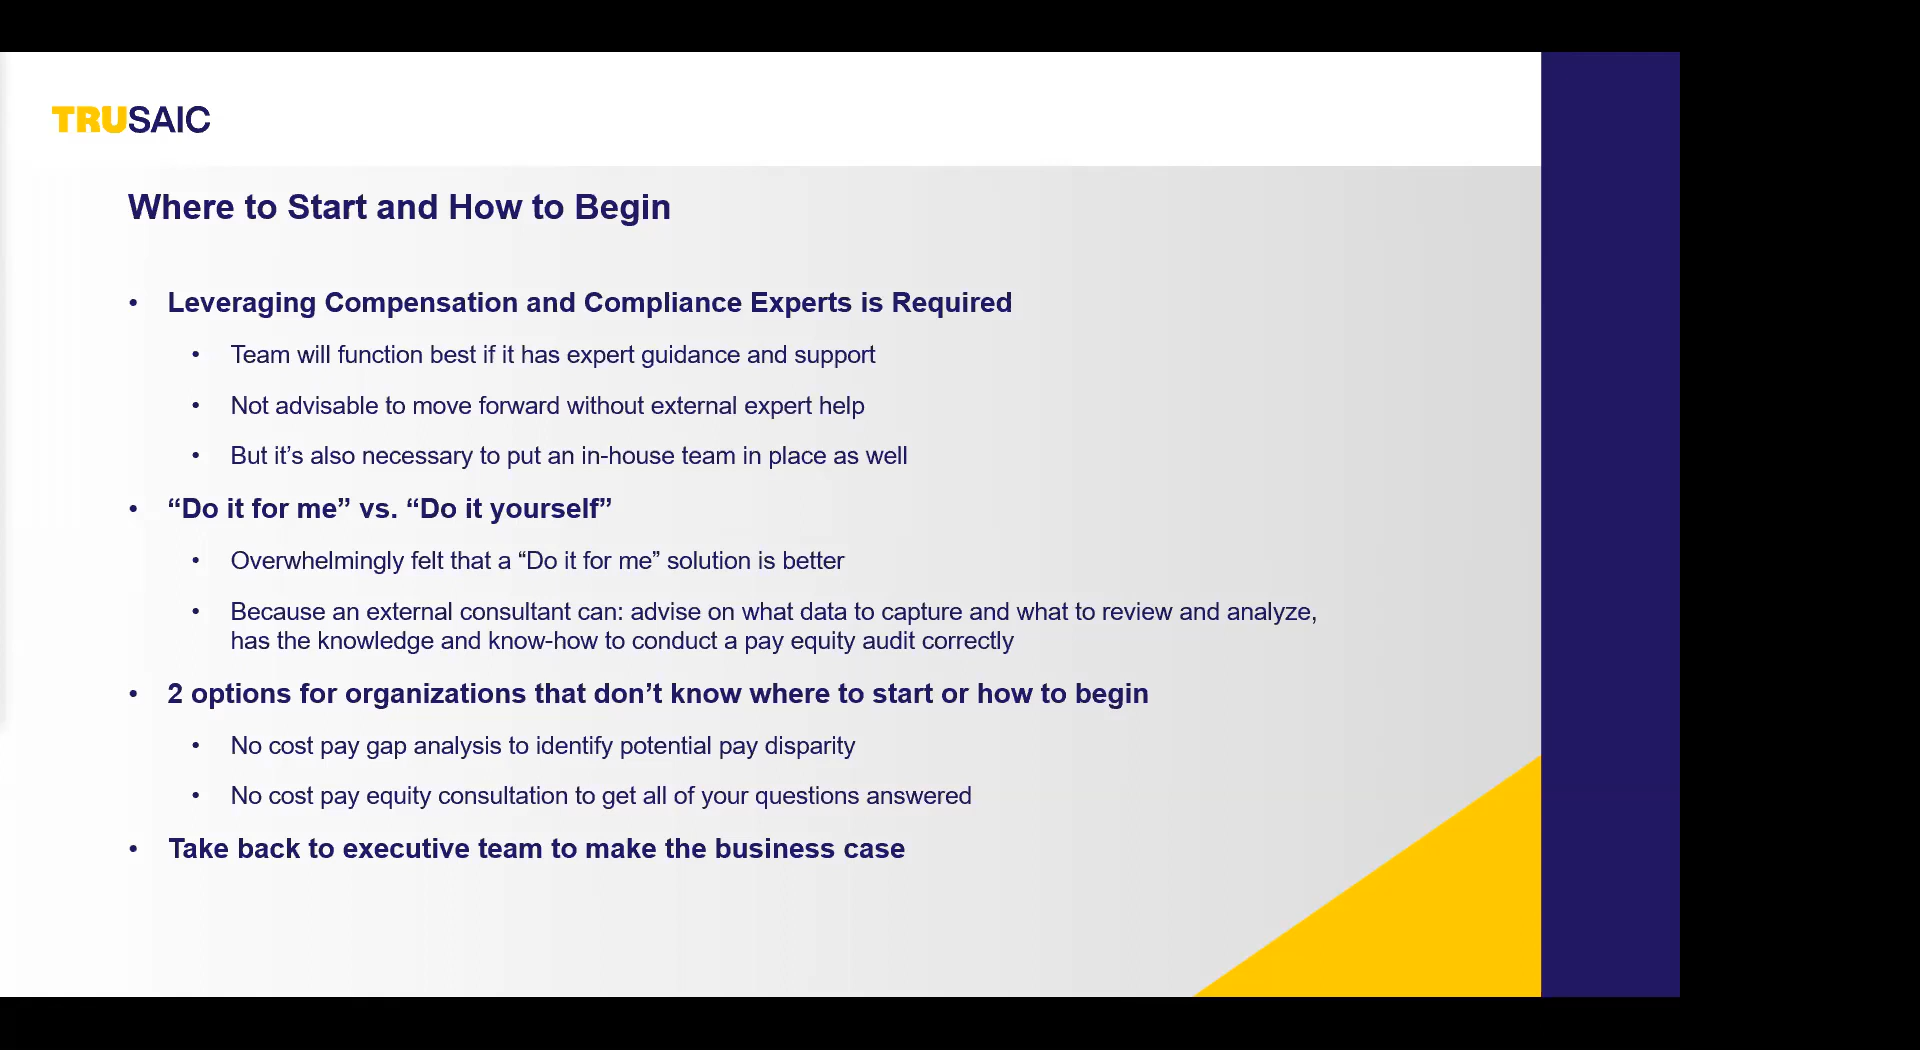 TRUSAIC
Where to Start and How to Begin
• Leveraging Compensation and Compliance Experts is Required
• Team will function best if it has expert guidance and support
• Not advisable to move forward without external expert help
• But it’s also necessary to put an in-house team in place as well
• “Do it for me” vs. “Do it yourself”
• Overwhelmingly felt that a “Do it for me” solution is better
• Because an external consultant can: advise on what data to capture and what to review and analyze,
has the knowledge and know-how to conduct a pay equity audit correctly
• 2 options for organizations that don’t know where to start or how to begin
• No cost pay gap analysis to identify potential pay disparity
• No cost pay equity consultation to get all of your questions answered
• Take back to executive team to make the business case